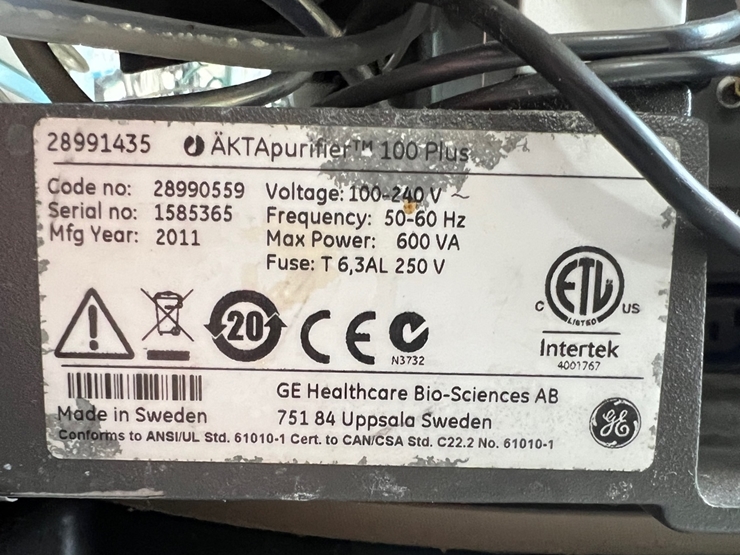 28991435 ÄKTApurifier™ 100 Plus
Code no: 28990559
Serial no: 1585365
Mfg Year: 2011
Voltage: 100-240 V ~
Frequency: 50-60 Hz
Max Power: 600 VA
Fuse: T 6,3AL 250 V
20
CE
N3732
ETL
LISTED
C US
Intertek
4001767
Made in Sweden
GE Healthcare Bio-Sciences AB
751 84 Uppsala Sweden
GE
Conforms to ANSI/UL Std. 61010-1 Cert. to CAN/CSA Std. C22.2 No. 61010-1